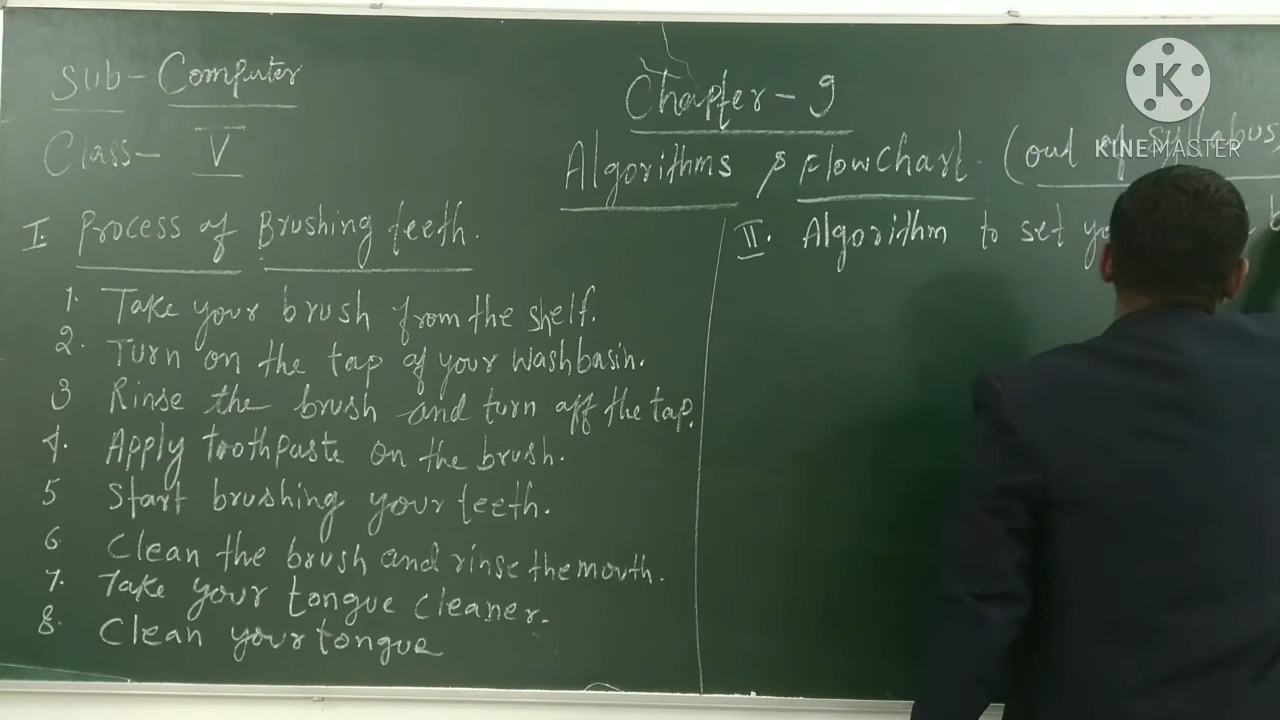 Sub- Computer
Class- V
Chapter-9
Algorithms & Flowchart. (out of syllabus)
I Process of Brushing teeth.
1. Take your brush from the shelf.
2. Turn on the tap of your washbasin.
3 Rinse the brush and turn off the tap.
4. Apply toothpaste on the brush.
5 Start brushing your teeth.
6 Clean the brush and rinse the mouth.
7. Take your tongue cleaner.
8. Clean your tongue
II. Algorithm to set
K
KINEMASTER